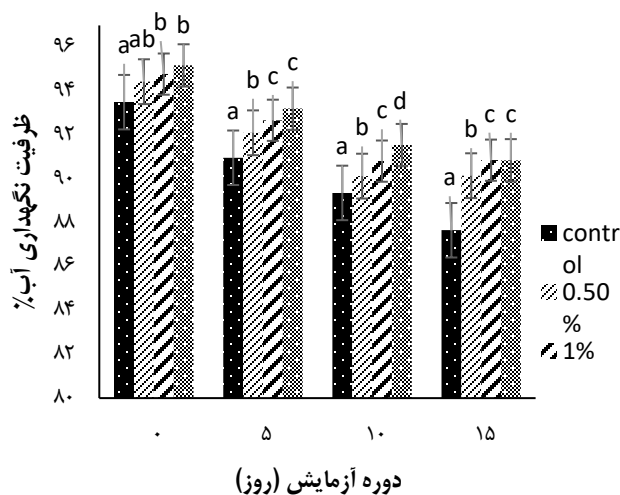 ظرفیت نگهداری آب%
۹۶
۹۴
۹۲
۹۰
۸۸
۸۶
۸۴
۸۲
۸۰
a ab b b
a b c c
a b c d
a b c c
۰ ۵ ۱۰ ۱۵
دوره آزمایش (روز)
contr
ol
0.50
%
1%